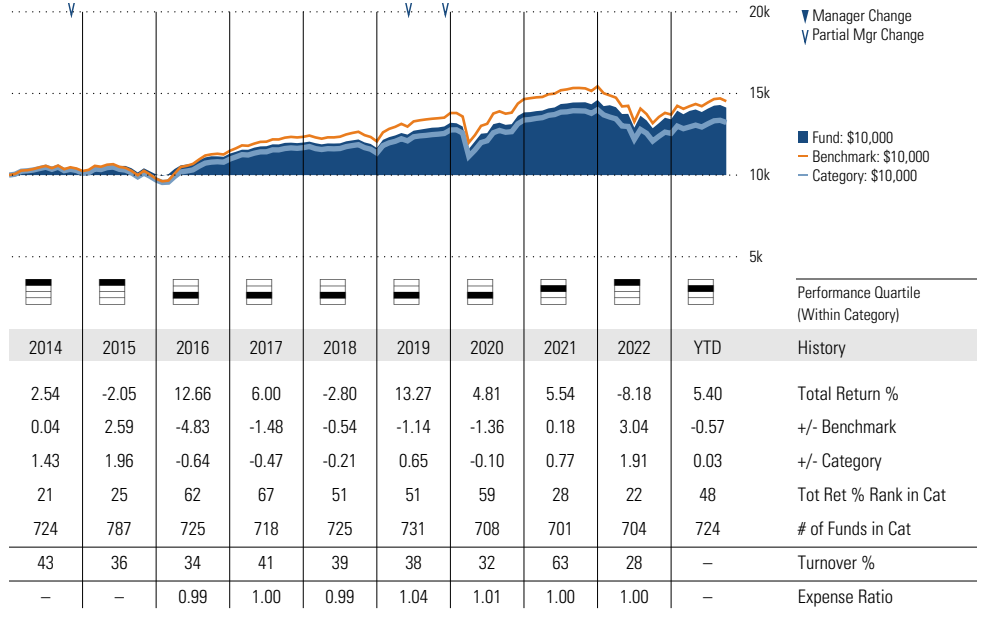 20k
Manager Change
Partial Mgr Change
15k
Fund: $10,000
Benchmark: $10,000
Category: $10,000
10k
5k
Performance Quartile
(Within Category)
2014 2015 2016 2017 2018 2019 2020 2021 2022 YTD History
2.54 -2.05 12.66 6.00 -2.80 13.27 4.81 5.54 -8.18 5.40 Total Return %
0.04 2.59 -4.83 -1.48 -0.54 -1.14 -1.36 0.18 3.04 -0.57 +/- Benchmark
1.43 1.96 -0.64 -0.47 -0.21 0.65 -0.10 0.77 1.91 0.03 +/- Category
21 25 62 67 51 51 59 28 22 48 Tot Ret % Rank in Cat
724 787 725 718 725 731 708 701 704 724 # of Funds in Cat
43 36 34 41 39 38 32 63 28 – Turnover %
– – 0.99 1.00 0.99 1.04 1.01 1.00 1.00 – Expense Ratio